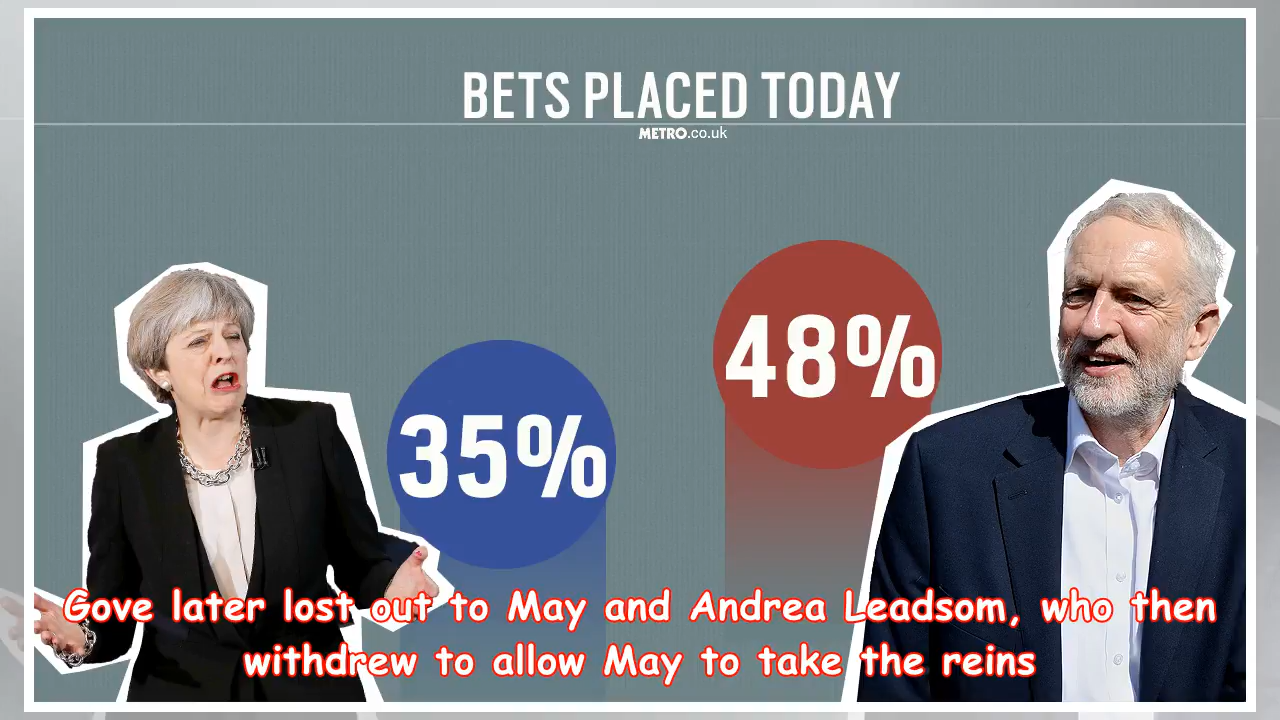 BETS PLACED TODAY
METRO.co.uk
48%
35%
Gove later lost out to May and Andrea Leadsom, who then
withdrew to allow May to take the reins